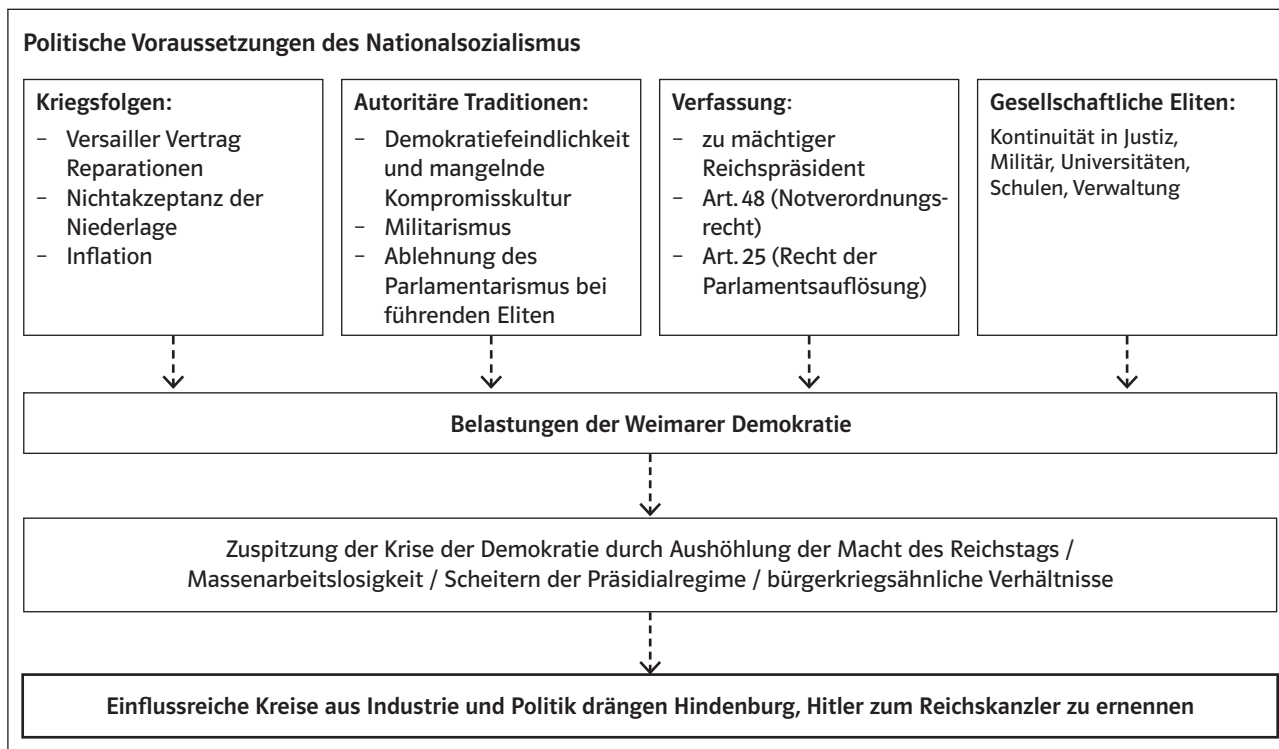 Politische Voraussetzungen des Nationalsozialismus
Kriegsfolgen:
– Versailler Vertrag
Reparationen
– Nichtakzeptanz der
Niederlage
– Inflation
Autoritäre Traditionen:
– Demokratiefeindlichkeit
und mangelnde
Kompromisskultur
– Militarismus
– Ablehnung des
Parlamentarismus bei
führenden Eliten
Verfassung:
– zu mächtiger
Reichspräsident
– Art. 48 (Notverordnungs-
recht)
– Art. 25 (Recht der
Parlamentsauflösung)
Gesellschaftliche Eliten:
Kontinuität in Justiz,
Militär, Universitäten,
Schulen, Verwaltung
Belastungen der Weimarer Demokratie
Zuspitzung der Krise der Demokratie durch Aushöhlung der Macht des Reichstags /
Massenarbeitslosigkeit / Scheitern der Präsidialregime / bürgerkriegsähnliche Verhältnisse
Einflussreiche Kreise aus Industrie und Politik drängen Hindenburg, Hitler zum Reichskanzler zu ernennen